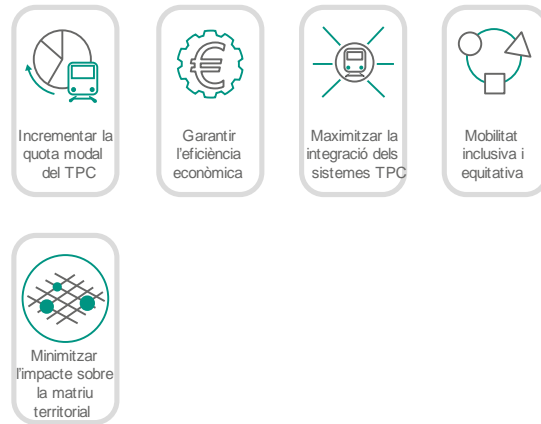 Incrementar la
quota modal
del TPC
Garantir
l'eficiència
econòmica
Maximitzar la
integració dels
sistemes TPC
Mobilitat
inclusiva i
equitativa
Minimitzar
l'impacte sobre
la matriu
territorial